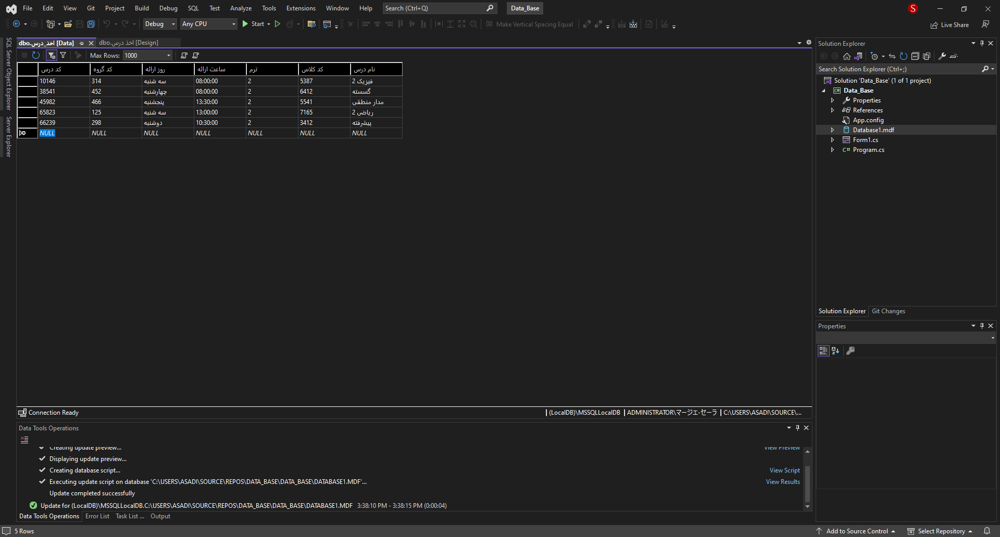 File Edit View Git Project Build Debug SQL Test Analyze Tools Extensions Window Help Search (Ctrl+Q) Data_Base S
Debug Any CPU Start Make Vertical Spacing Equal Live Share
SQL Server Object Explorer
Server Explorer
dbo.اخذ_درس [Data] dbo.اخذ درس [Design]
Max Rows: 1000
کد درس کد گروه روز ارائه ساعت ارائه ترم کد کلاس نام درس
10146 314 سه شنبه 08:00:00 2 5387 فیزیک 2
38541 452 چهارشنبه 08:00:00 2 6412 گسسته
45982 466 پنجشنبه 13:30:00 2 5541 مدار منطقی
65823 125 سه شنبه 13:00:00 2 7165 ریاضی 2
66239 298 دوشنبه 10:30:00 2 3412 پیشرفته
NULL NULL NULL NULL NULL NULL NULL
Connection Ready (LocalDB)\MSSQLLocalDB ADMINISTRATOR\マージエ-セーラ C:\USERS\ASADI\SOURCE\...
Data Tools Operations
Creating update preview... View Preview
Displaying update preview...
Creating database script... View Script
Executing update script on database 'C:\USERS\ASADI\SOURCE\REPOS\DATA_BASE\DATA_BASE\DATABASE1.MDF'... View Results
Update completed successfully
Update for (LocalDB)\MSSQLLocalDB.C:\USERS\ASADI\SOURCE\REPOS\DATA_BASE\DATA_BASE\DATABASE1.MDF 3:38:10 PM - 3:38:15 PM (0:00:04)
Data Tools Operations Error List Task List ... Output
Solution Explorer
Search Solution Explorer (Ctrl+;)
Solution 'Data_Base' (1 of 1 project)
C# Data_Base
Properties
References
App.config
Database1.mdf
Form1.cs
C# Program.cs
Solution Explorer Git Changes
Properties
5 Rows Add to Source Control Select Repository